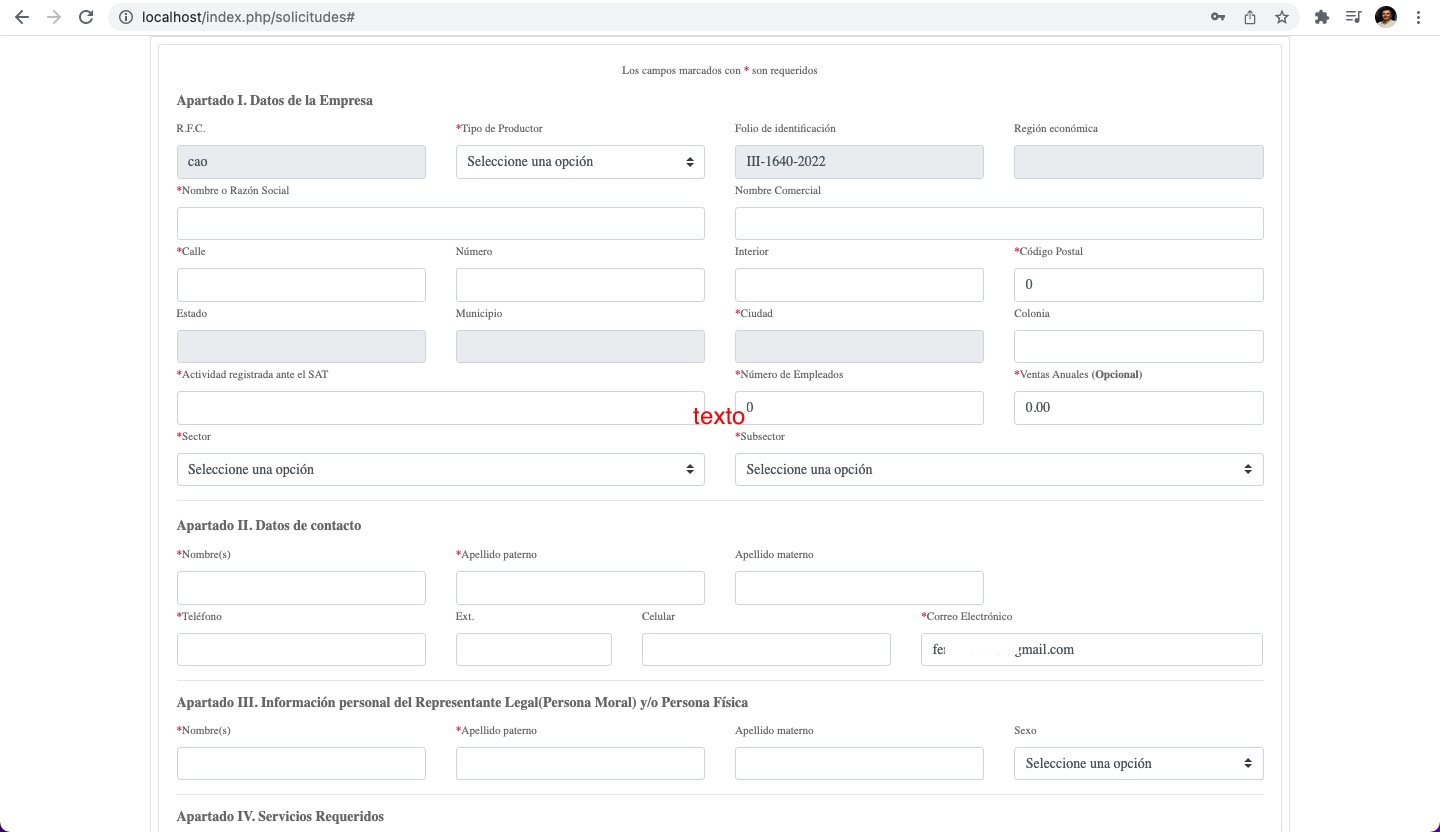 localhost/index.php/solicitudes#
Los campos marcados con * son requeridos
Apartado I. Datos de la Empresa
R.F.C. *Tipo de Productor Folio de identificación Región económica
cao Seleccione una opción III-1640-2022
*Nombre o Razón Social Nombre Comercial
*Calle Número Interior *Código Postal
0
Estado Municipio *Ciudad Colonia
*Actividad registrada ante el SAT *Número de Empleados *Ventas Anuales (Opcional)
0 0.00
texto
*Sector *Subsector
Seleccione una opción Seleccione una opción
Apartado II. Datos de contacto
*Nombre(s) *Apellido paterno Apellido materno
*Teléfono Ext. Celular *Correo Electrónico
gmail.com
Apartado III. Información personal del Representante Legal(Persona Moral) y/o Persona Física
*Nombre(s) *Apellido paterno Apellido materno Sexo
Seleccione una opción
Apartado IV. Servicios Requeridos